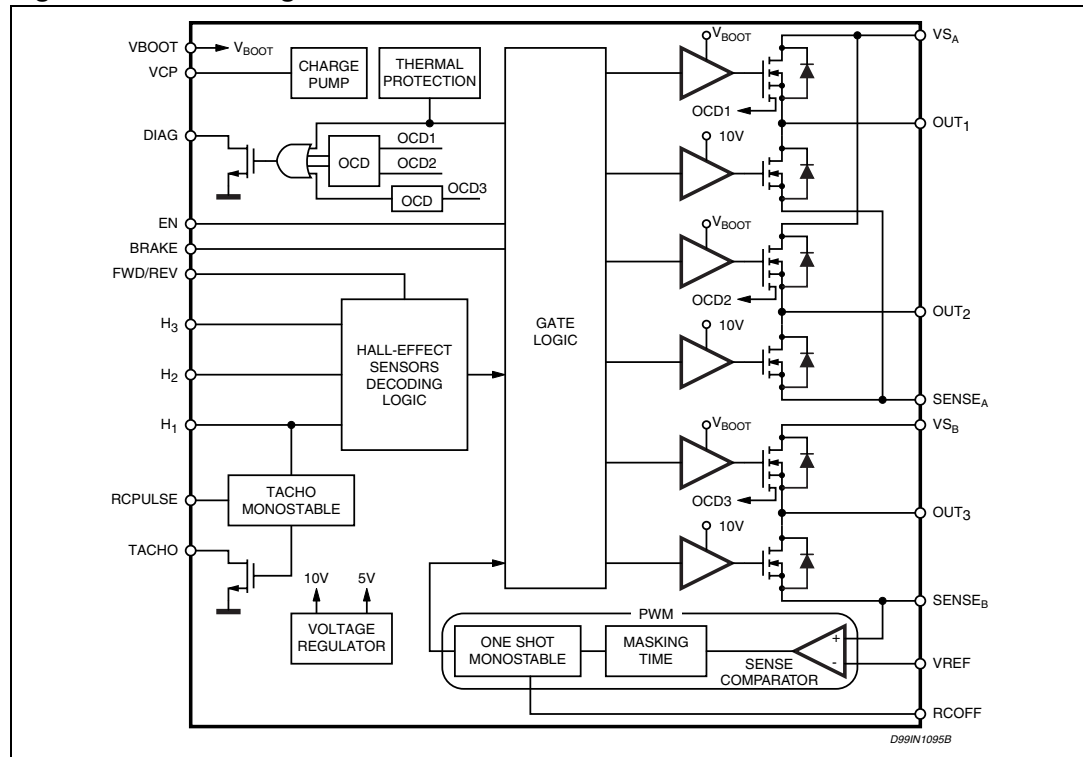 VBOOT
VBOOT
VCP
CHARGE
PUMP
THERMAL
PROTECTION
DIAG
OCD
OCD1
OCD2
OCD
OCD3
EN
BRAKE
FWD/REV
H3
H2
H1
HALL-EFFECT
SENSORS
DECODING
LOGIC
RCPULSE
TACHO
MONOSTABLE
TACHO
10V
5V
VOLTAGE
REGULATOR
GATE
LOGIC
VBOOT
OCD1
10V
VBOOT
OCD2
10V
VBOOT
OCD3
10V
PWM
ONE SHOT
MONOSTABLE
MASKING
TIME
SENSE
COMPARATOR
+
-
VSA
OUT1
OUT2
SENSEA
VSB
OUT3
SENSEB
VREF
RCOFF
D99IN1095B